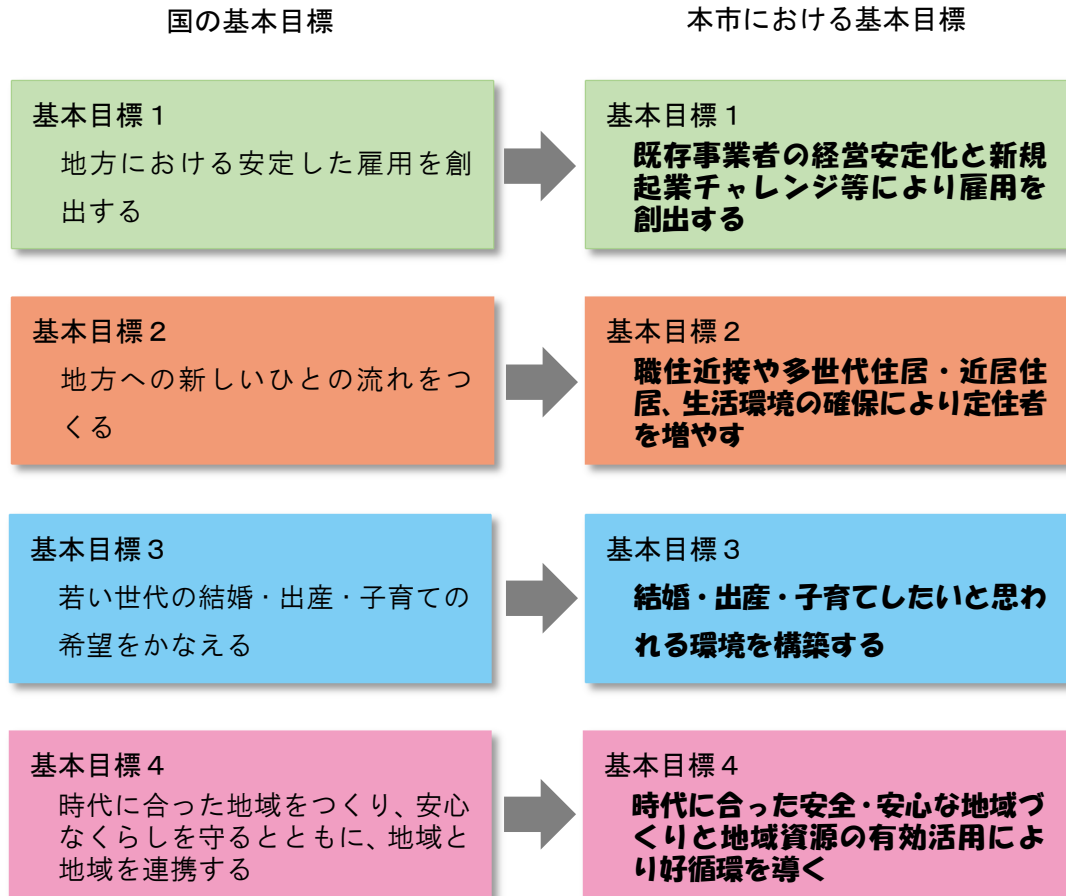 国の基本目標
本市における基本目標
基本目標1
地方における安定した雇用を創
出する
基本目標1
既存事業者の経営安定化と新規
起業チャレンジ等により雇用を
創出する
基本目標2
地方への新しいひとの流れをつ
くる
基本目標2
職住近接や多世代住居・近居住
居、生活環境の確保により定住者
を増やす
基本目標3
若い世代の結婚・出産・子育ての
希望をかなえる
基本目標3
結婚・出産・子育てしたいと思わ
れる環境を構築する
基本目標4
時代に合った地域をつくり、安心
なくらしを守るとともに、地域と
地域を連携する
基本目標4
時代に合った安全・安心な地域づ
くりと地域資源の有効活用によ
り好循環を導く